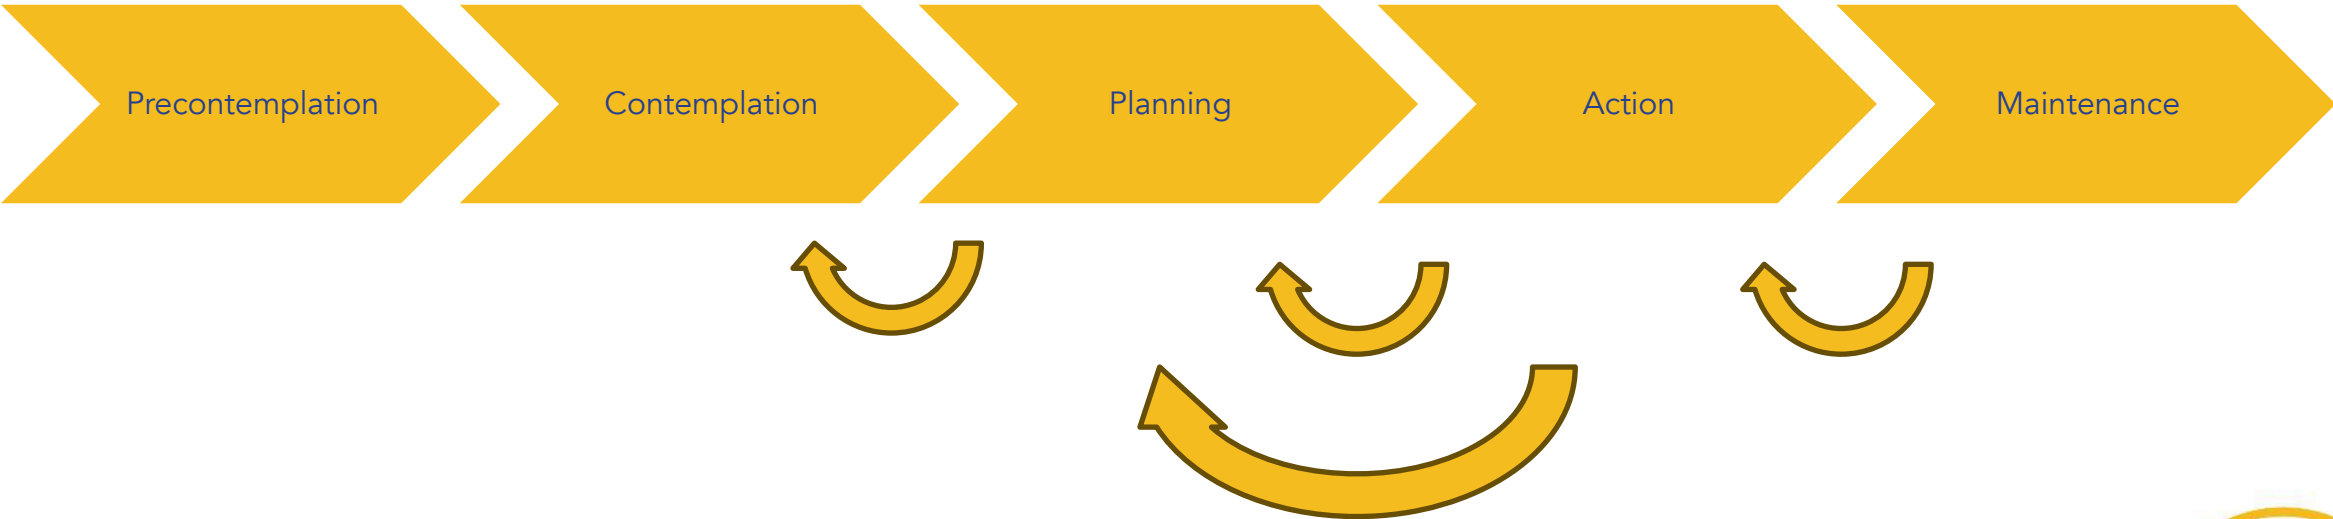 Precontemplation
Contemplation
Planning
Action
Maintenance